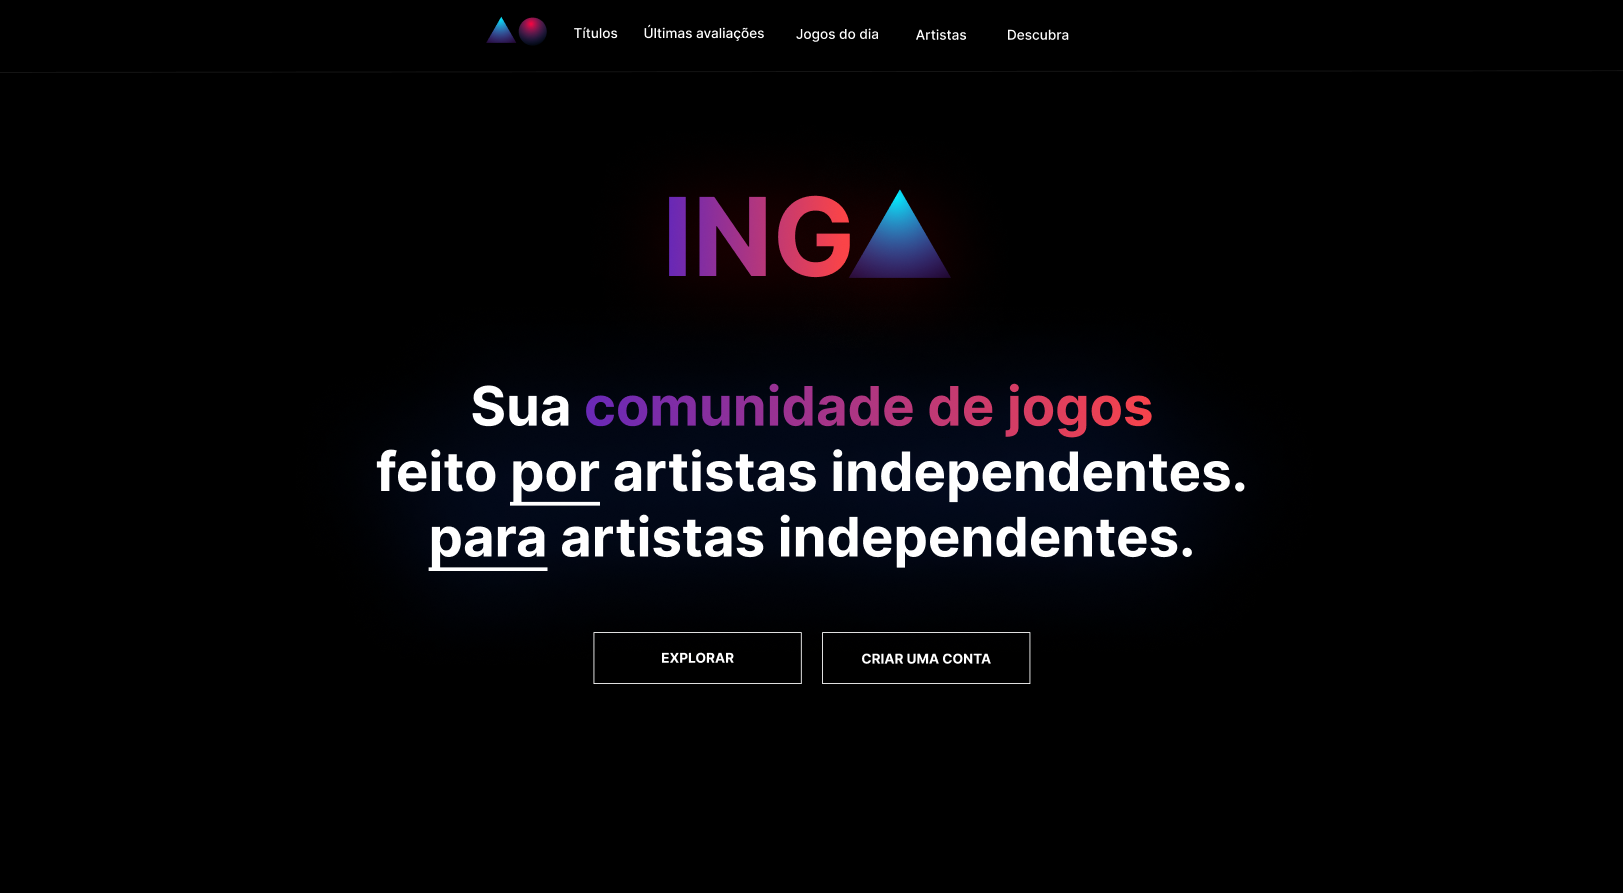 Títulos Últimas avaliações Jogos do dia Artistas Descubra
ING
Sua comunidade de jogos
feito por artistas independentes.
para artistas independentes.
EXPLORAR CRIAR UMA CONTA